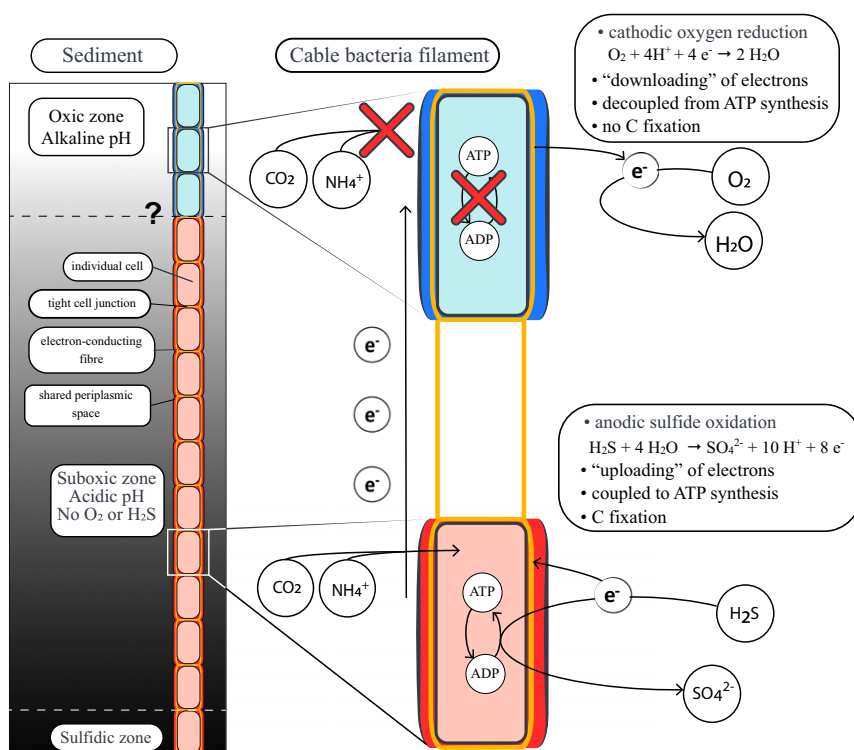 Sediment
Cable bacteria filament
Oxic zone
Alkaline pH
?
individual cell
tight cell junction
electron-conducting
fibre
shared periplasmic
space
Suboxic zone
Acidic pH
No O₂ or H₂S
Sulfidic zone
CO₂
NH₄⁺
ATP
ADP
e⁻
O₂
H₂O
• cathodic oxygen reduction
O₂ + 4H⁺ + 4 e⁻ → 2 H₂O
• “downloading” of electrons
• decoupled from ATP synthesis
• no C fixation
e⁻
e⁻
e⁻
• anodic sulfide oxidation
H₂S + 4 H₂O → SO₄²⁻ + 10 H⁺ + 8 e⁻
• “uploading” of electrons
• coupled to ATP synthesis
• C fixation
CO₂
NH₄⁺
ATP
ADP
e⁻
H₂S
SO₄²⁻